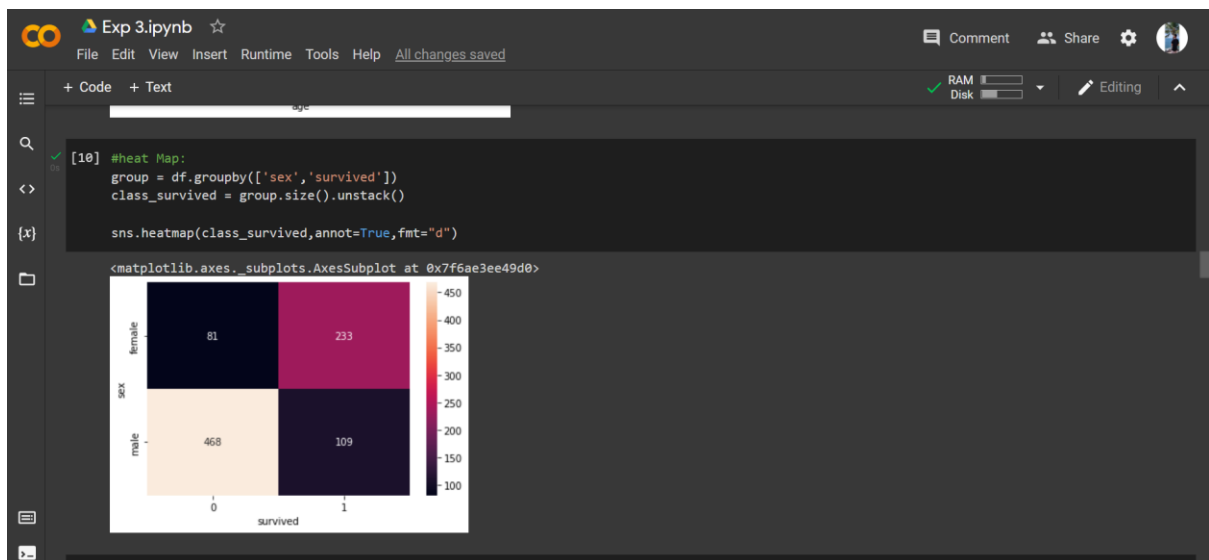 Exp 3.ipynb
File Edit View Insert Runtime Tools Help All changes saved
Comment Share
+ Code + Text
RAM
Disk
Editing
age
[10] #heat Map:
0s
group = df.groupby(['sex','survived'])
class_survived = group.size().unstack()
{x}
sns.heatmap(class_survived,annot=True,fmt="d")
<matplotlib.axes._subplots.AxesSubplot at 0x7f6ae3ee49d0>
450
400
350
300
250
200
150
100
female
81 233
sex
male
468 109
0 1
survived